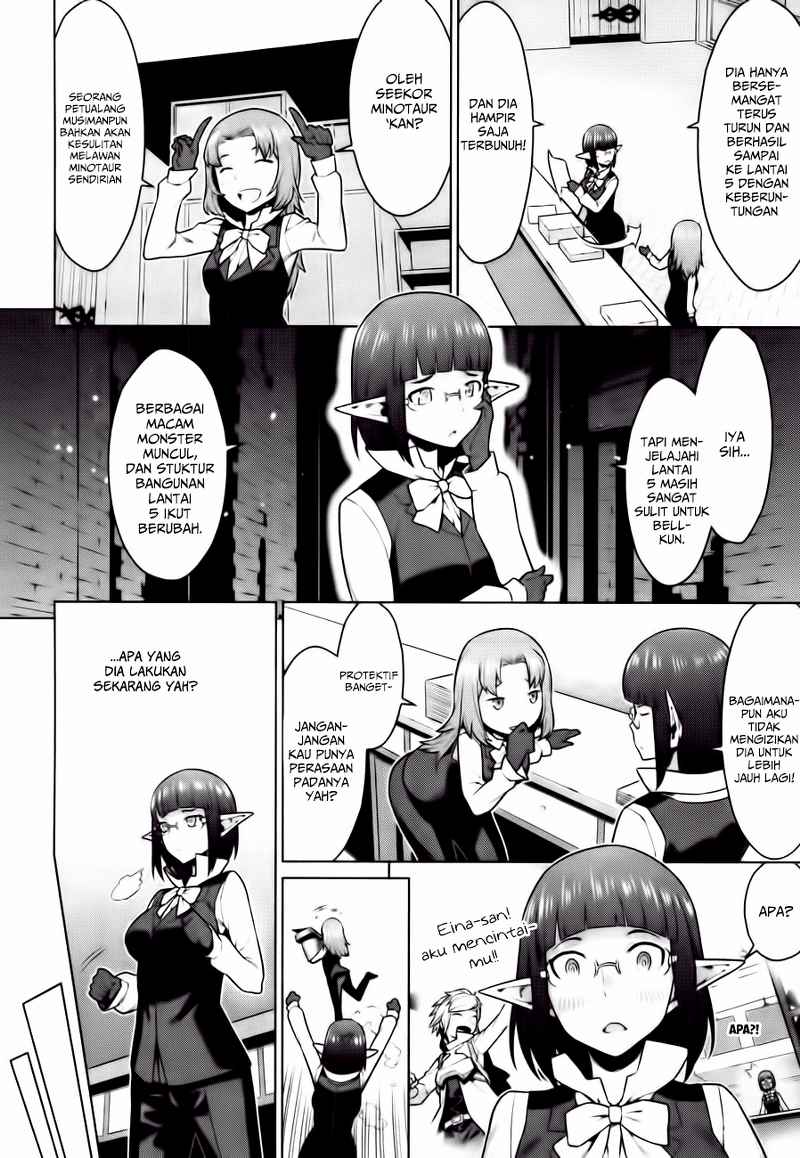 DIA HANYA
BERSE-
MANGAT
TERUS
TURUN DAN
BERHASIL
SAMPAI
KE LANTAI
5 DENGAN
KEBERUN-
TUNGAN
DAN DIA
HAMPIR
SAJA
TERBUNUH!
OLEH
SEEKOR
MINOTAUR
'KAN?
SEORANG
PETUALANG
MUSIMANPUN
BAHKAN AKAN
KESULITAN
MELAWAN
MINOTAUR
SENDIRIAN
IYA
SIH...
TAPI MEN-
JELAJAHI
LANTAI
5 MASIH
SANGAT
SULIT UNTUK
BELL-
KUN.
BERBAGAI
MACAM
MONSTER
MUNCUL,
DAN STUKTUR
BANGUNAN
LANTAI
5 IKUT
BERUBAH.
BAGAIMANA-
PUN AKU
TIDAK
MENGIZIKAN
DIA UNTUK
LEBIH
JAUH LAGI!
PROTEKTIF
BANGET~
JANGAN-
JANGAN
KAU PUNYA
PERASAAN
PADANYA
YAH?
APA?
Eina-san!
aku mencintai-
mu!!
APA?!
...APA YANG
DIA LAKUKAN
SEKARANG YAH?